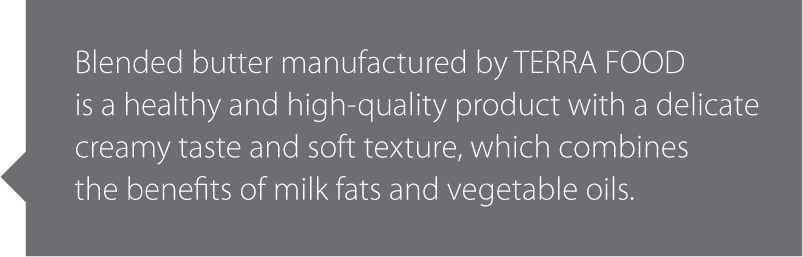 Blended butter manufactured by TERRA FOOD
is a healthy and high-quality product with a delicate
creamy taste and soft texture, which combines
the benefits of milk fats and vegetable oils.